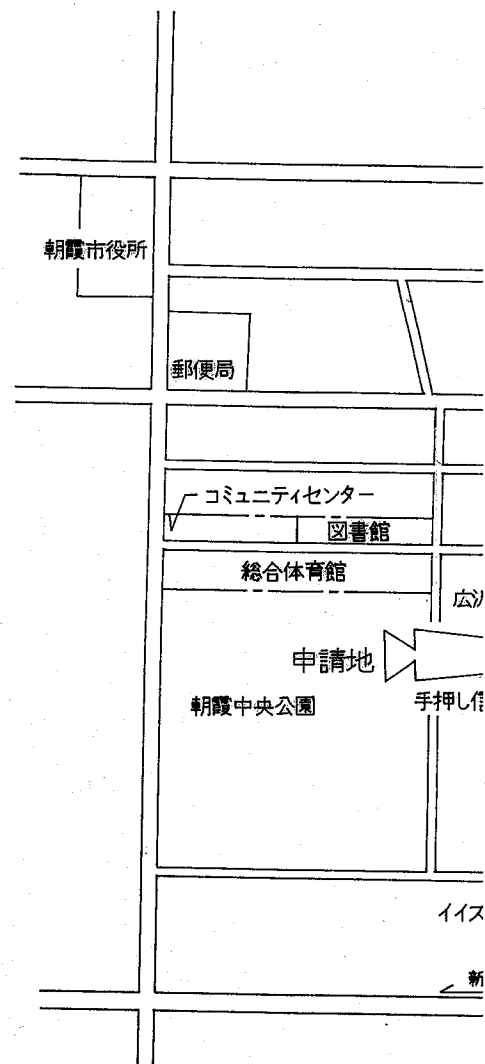 朝霞市役所
郵便局
コミュニティセンター
図書館
総合体育館
広沢
申請地
朝霞中央公園
手押し信
イイス
新